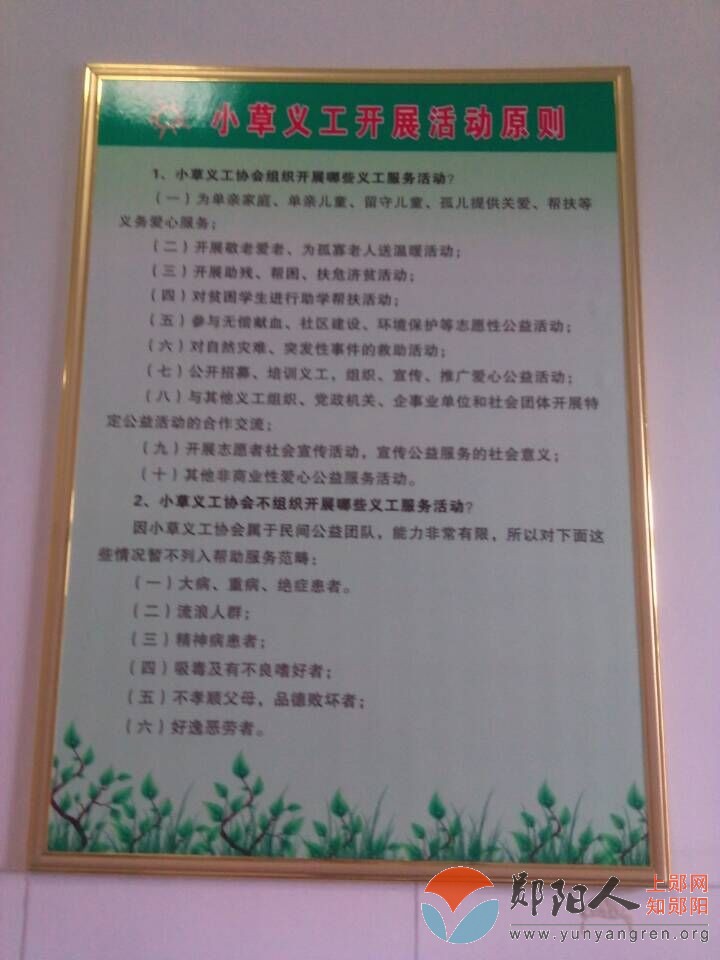 小草义工开展活动原则
1、小草义工协会组织开展哪些义工服务活动?
(一)为单亲家庭、单亲儿童、留守儿童、孤儿提供关爱、帮扶等
义务爱心服务;
(二)开展敬老爱老、为孤寡老人送温暖活动;
(三)开展助残、帮困、扶危济贫活动;
(四)对贫困学生进行助学帮扶活动;
(五)参与无偿献血、社区建设、环境保护等志愿性公益活动;
(六)对自然灾难、突发性事件的救助活动;
(七)公开招募、培训义工,组织、宣传、推广爱心公益活动;
(八)与其他义工组织、党政机关、企事业单位和社会团体开展特
定公益活动的合作交流;
(九)开展志愿者社会宣传活动,宣传公益服务的社会意义;
(十)其他非商业性爱心公益服务活动。
2、小草义工协会不组织开展哪些义工服务活动?
因小草义工协会属于民间公益团队,能力非常有限,所以对下面这
些情况暂不列入帮助服务范畴:
(一)大病、重病、绝症患者。
(二)流浪人群;
(三)精神病患者;
(四)吸毒及有不良嗜好者;
(五)不孝顺父母,品德败坏者;
(六)好逸恶劳者。
郧阳人 上郧网
知郧阳
www.yunyangren.org